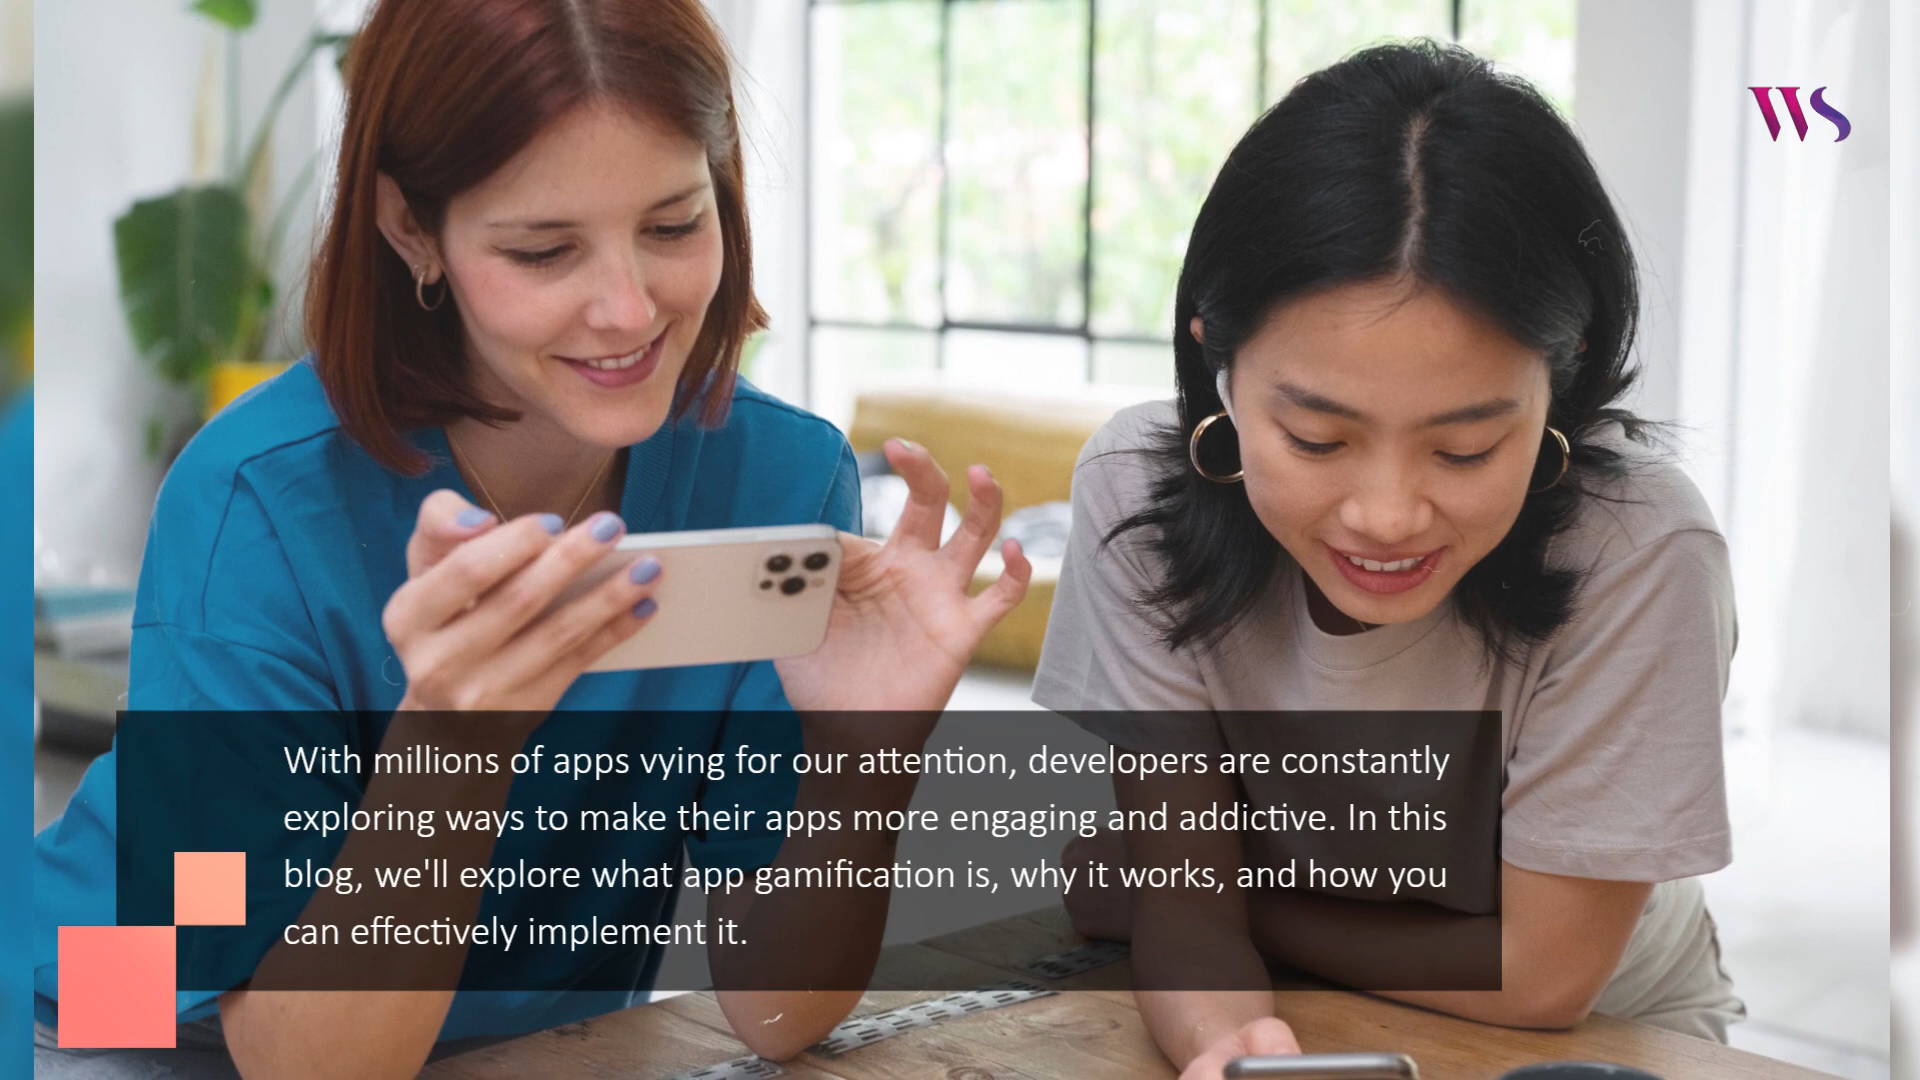 WS
With millions of apps vying for our attention, developers are constantly
exploring ways to make their apps more engaging and addictive. In this
blog, we'll explore what app gamification is, why it works, and how you
can effectively implement it.